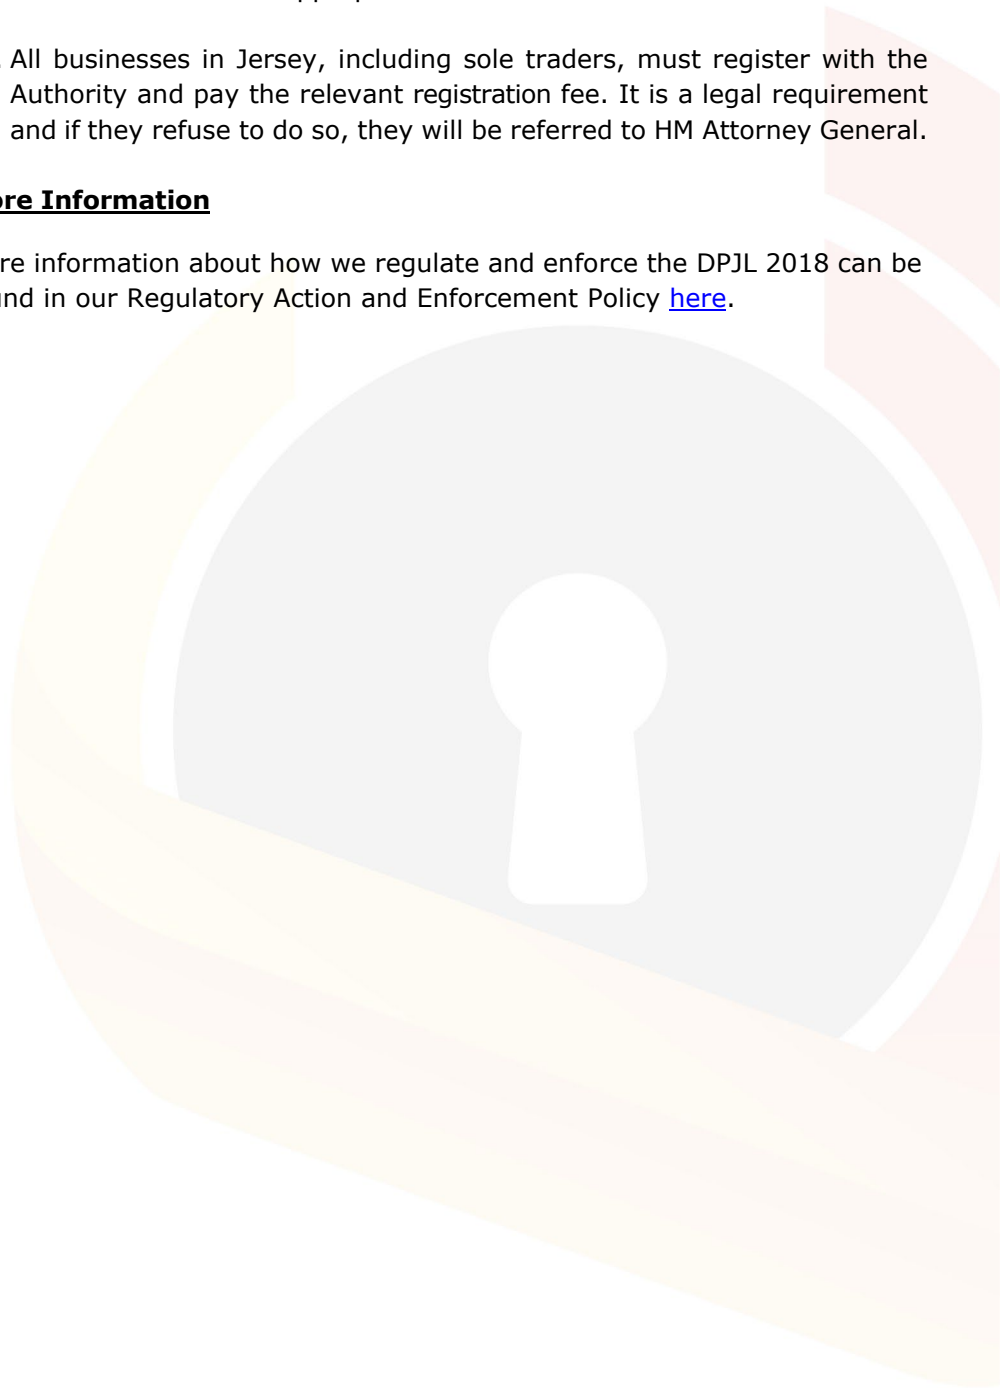 All businesses in Jersey, including sole traders, must register with the
Authority and pay the relevant registration fee. It is a legal requirement
and if they refuse to do so, they will be referred to HM Attorney General.
ore Information
re information about how we regulate and enforce the DPJL 2018 can be
und in our Regulatory Action and Enforcement Policy here.